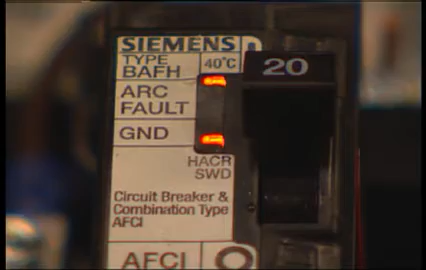 SIEMENS
TYPE
BAFH
40°C
20
ARC
FAULT
GND
HACR
SWD
Circuit Breaker &
Combination Type
AFCI
AFCI